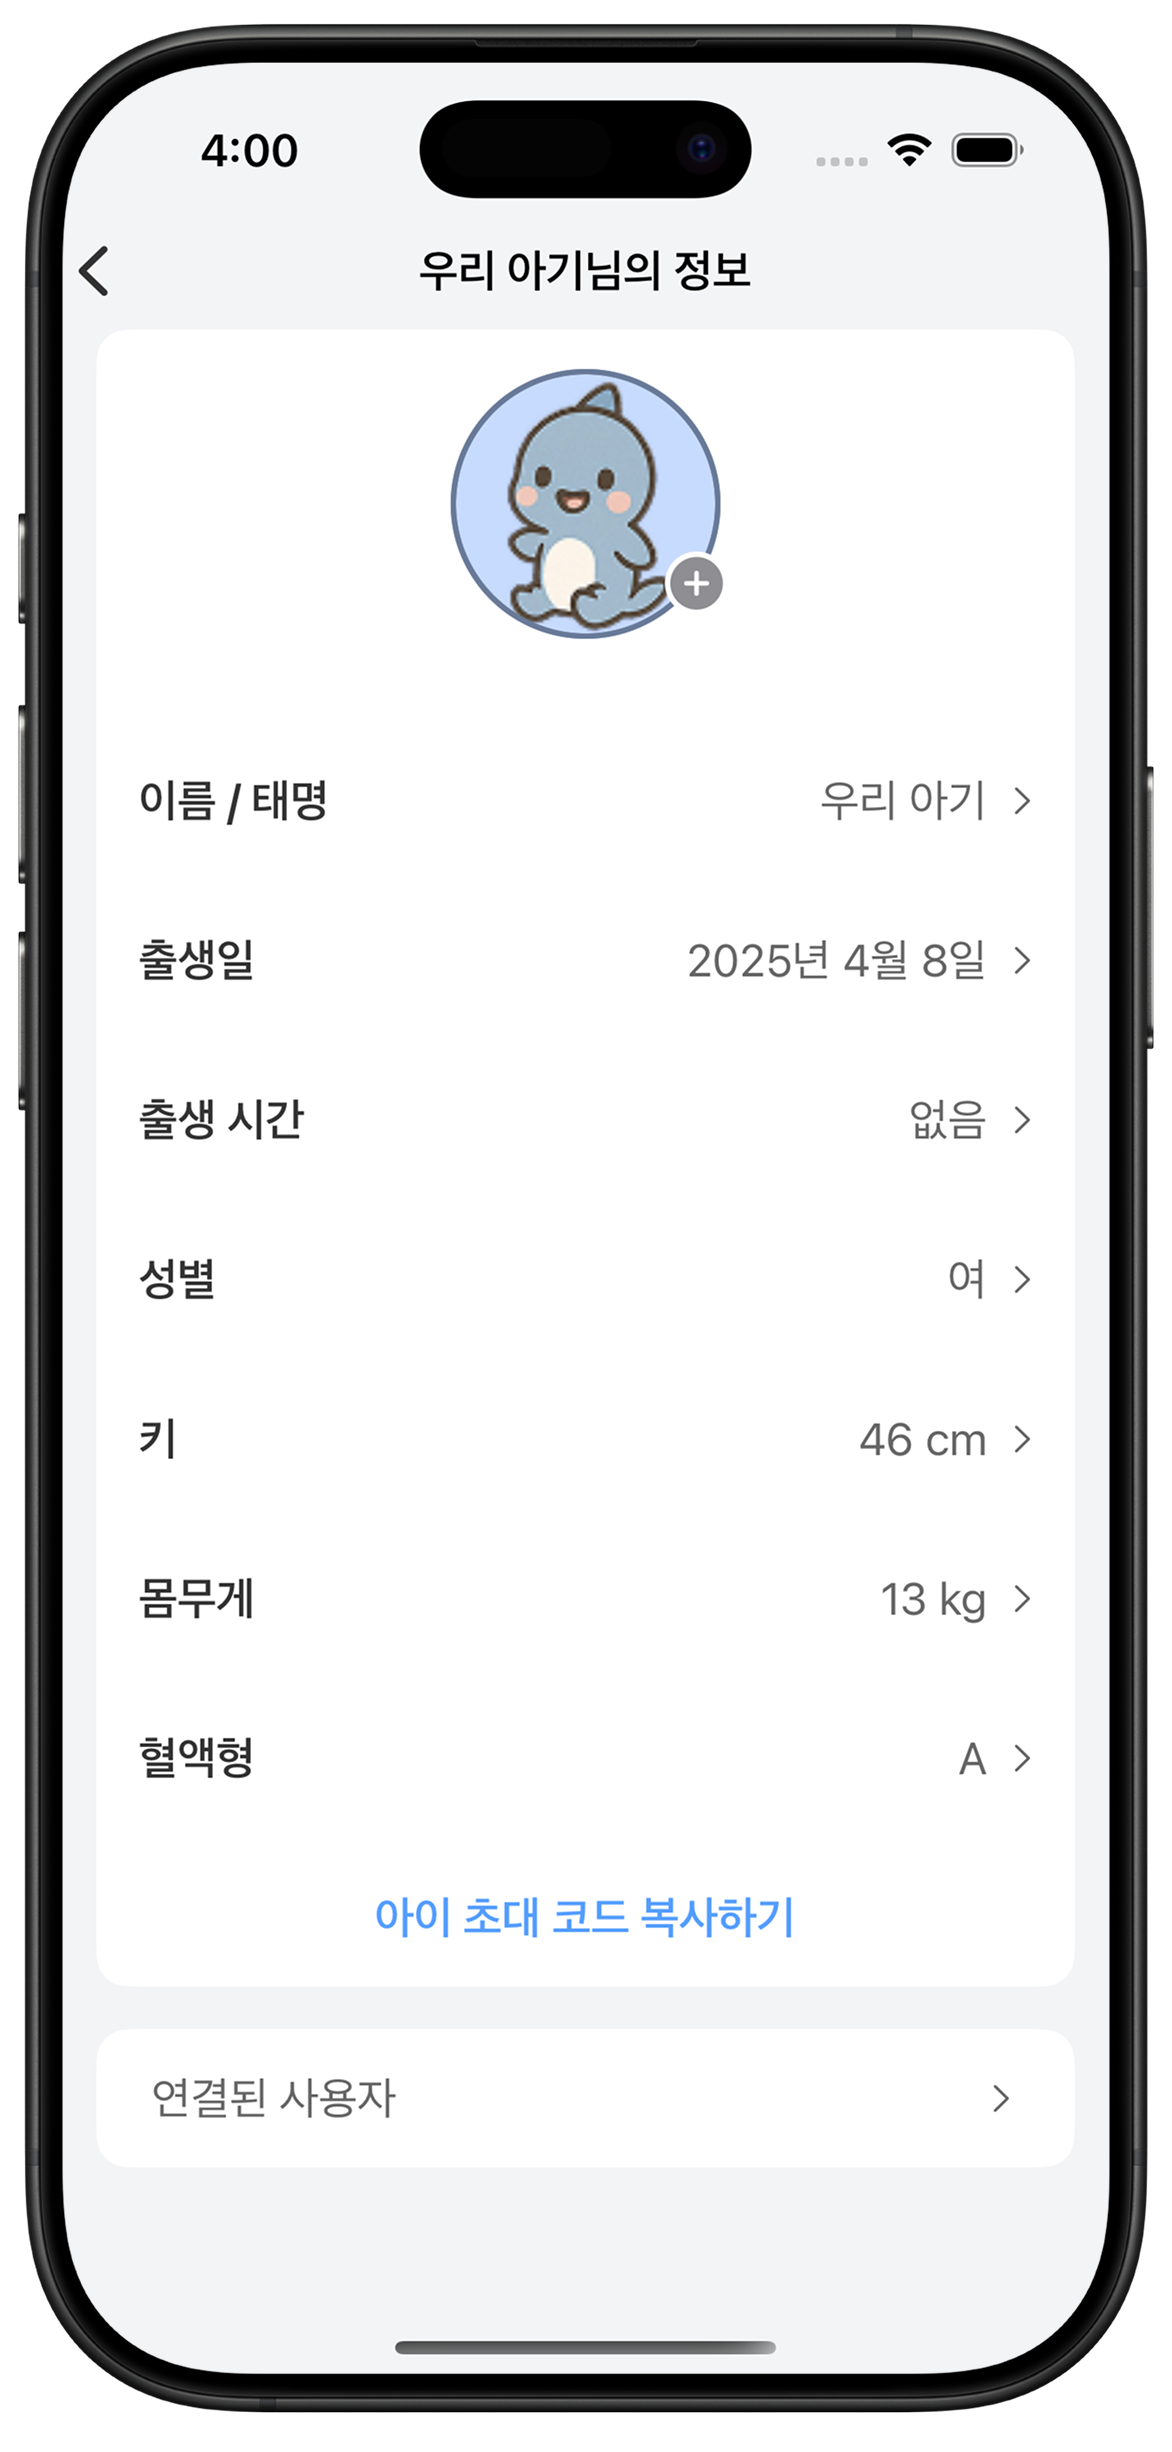 4:00
우리 아기님의 정보
이름 / 태명 우리 아기
출생일 2025년 4월 8일
출생 시간 없음
성별 여
키 46 cm
몸무게 13 kg
혈액형 A
아이 초대 코드 복사하기
연결된 사용자